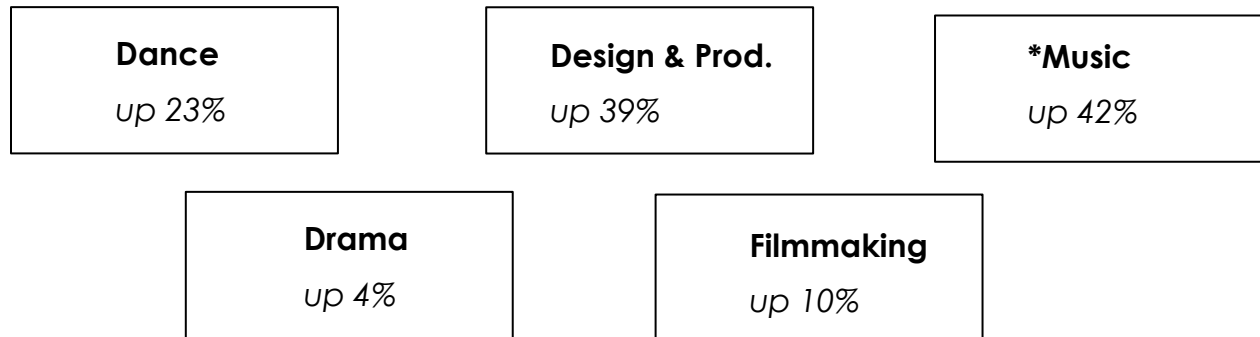 Dance
up 23%
Design & Prod.
up 39%
*Music
up 42%
Drama
up 4%
Filmmaking
up 10%